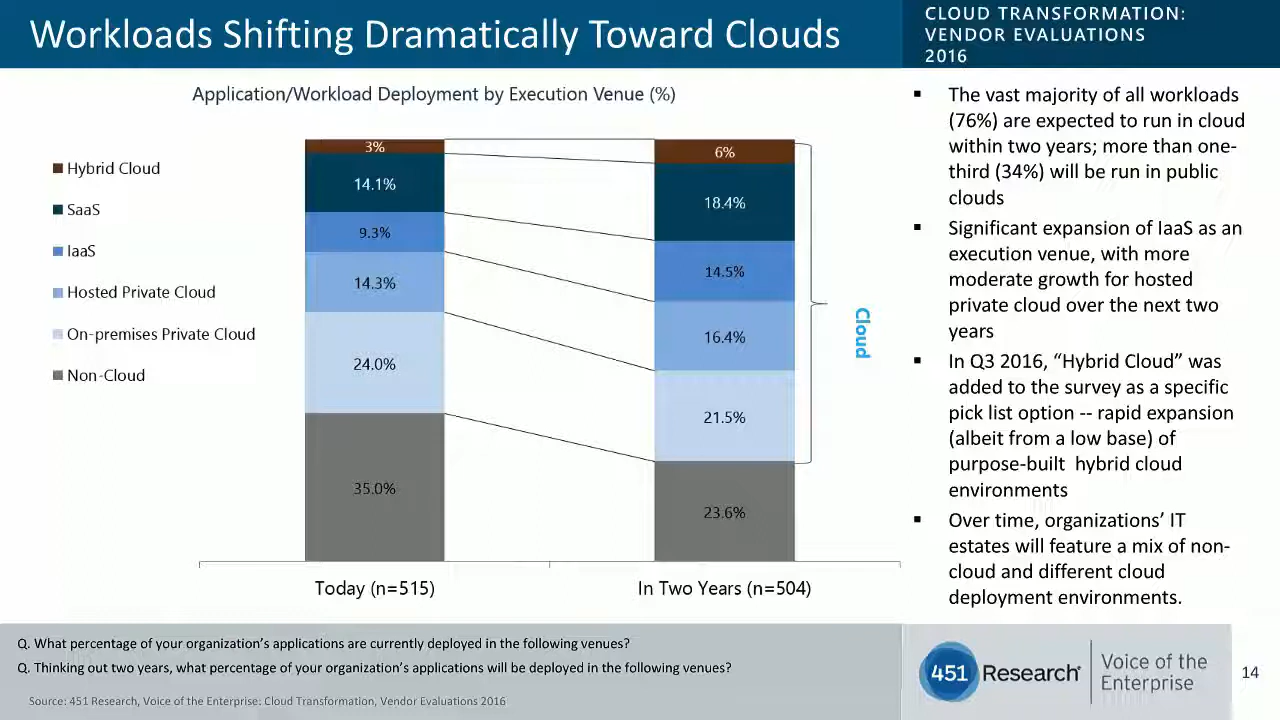 Workloads Shifting Dramatically Toward Clouds
CLOUD TRANSFORMATION:
VENDOR EVALUATIONS
2016
Application/Workload Deployment by Execution Venue (%)
Hybrid Cloud
SaaS
IaaS
Hosted Private Cloud
On-premises Private Cloud
Non-Cloud
3%
14.1%
9.3%
14.3%
24.0%
35.0%
6%
18.4%
14.5%
16.4%
21.5%
23.6%
Cloud
Today (n=515)
In Two Years (n=504)
▪ The vast majority of all workloads
(76%) are expected to run in cloud
within two years; more than one-
third (34%) will be run in public
clouds
▪ Significant expansion of IaaS as an
execution venue, with more
moderate growth for hosted
private cloud over the next two
years
▪ In Q3 2016, “Hybrid Cloud” was
added to the survey as a specific
pick list option -- rapid expansion
(albeit from a low base) of
purpose-built hybrid cloud
environments
▪ Over time, organizations’ IT
estates will feature a mix of non-
cloud and different cloud
deployment environments.
Q. What percentage of your organization’s applications are currently deployed in the following venues?
Q. Thinking out two years, what percentage of your organization’s applications will be deployed in the following venues?
Source: 451 Research, Voice of the Enterprise: Cloud Transformation, Vendor Evaluations 2016
451 Research
Voice of the
Enterprise
14